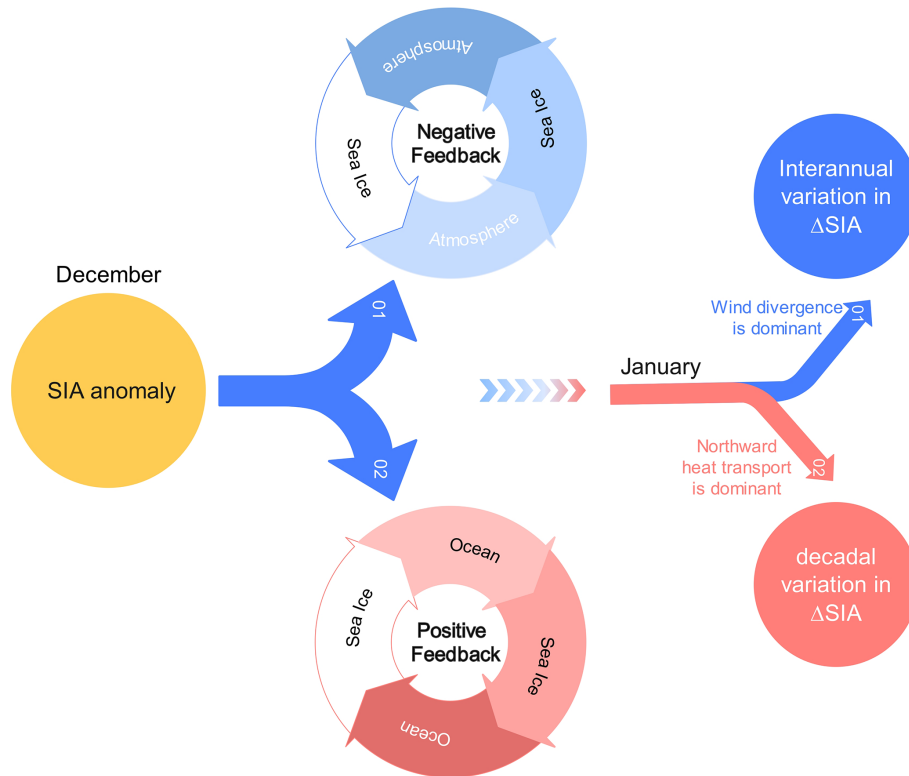 December
SIA anomaly
01
02
Atmosphere
Sea Ice
Negative
Feedback
Sea Ice
Atmosphere
Ocean
Sea Ice
Positive
Feedback
Sea Ice
Ocean
January
Wind divergence
is dominant
01
Northward
heat transport
is dominant
02
Interannual
variation in
ΔSIA
decadal
variation in
ΔSIA